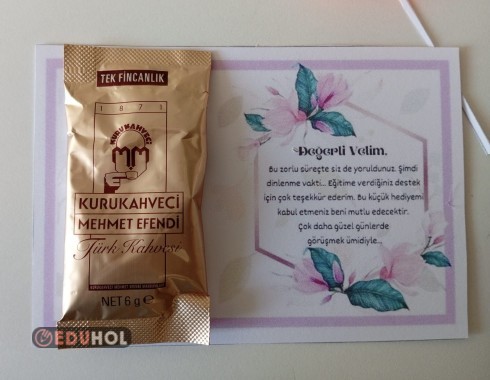 TEK FİNCANLIK
1871
KURUKAHVECİ
MM
KURUKAHVECİ
MEHMET EFENDİ
Türk Kahvesi
NET 6 g e
Değerli Velim,
Bu zorlu süreçte siz de yoruldunuz. Şimdi
dinlenme vakti... Eğitime verdiğiniz destek
için çok teşekkür ederim. Bu küçük hediyemi
kabul etmeniz beni mutlu edecektir.
Çok daha güzel günlerde
görüşmek ümidiyle...
EDUHOL